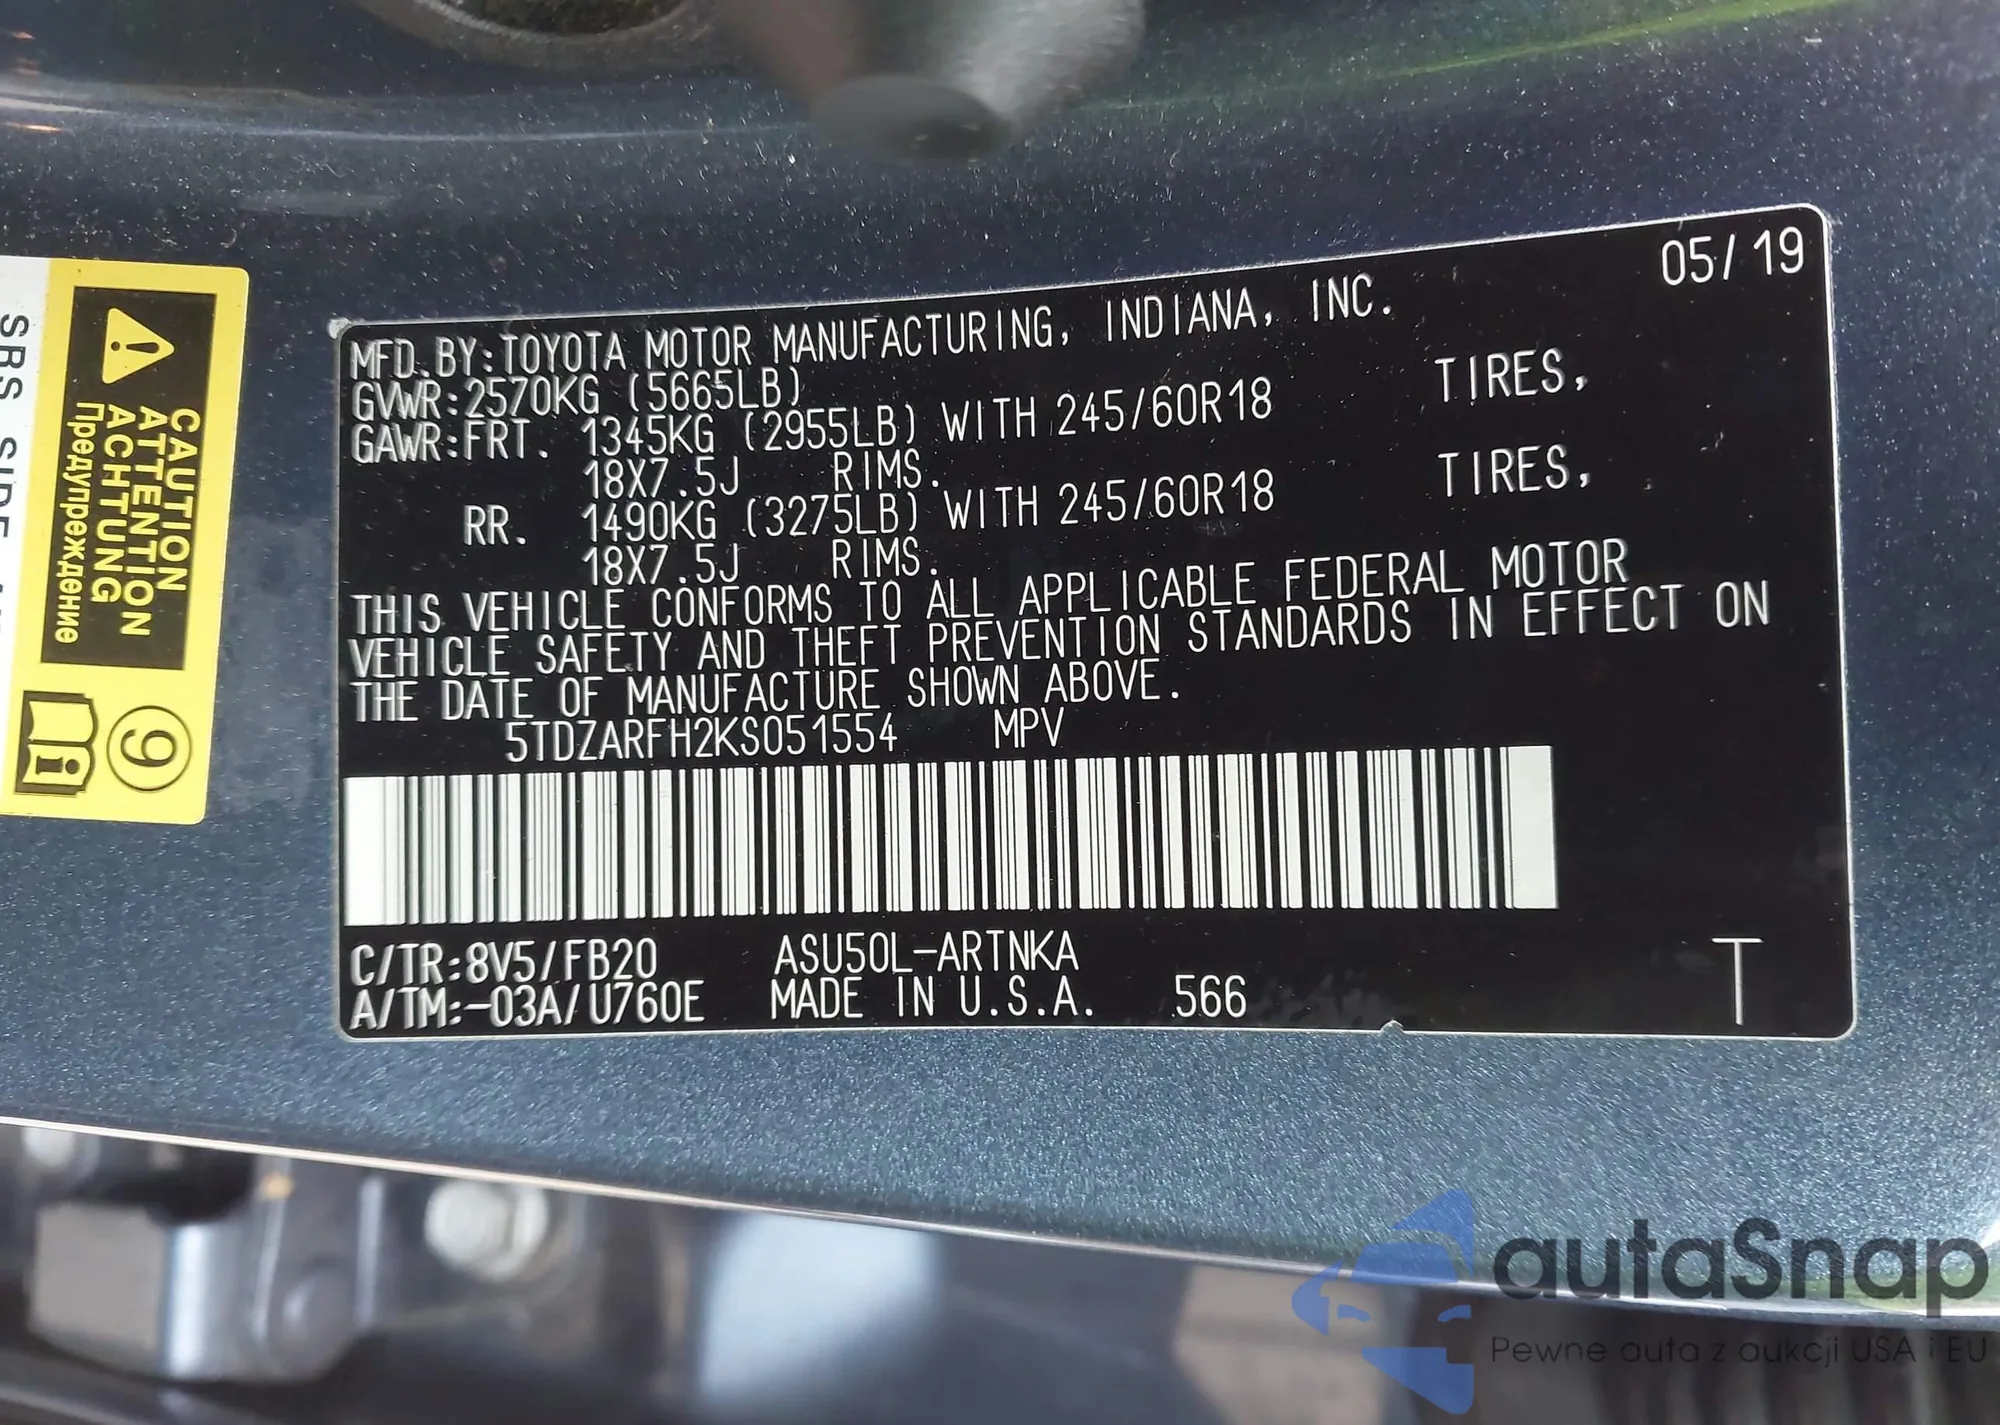 05/19
MFD.BY:TOYOTA MOTOR MANUFACTURING, INDIANA, INC.
GVWR:2570KG (5665LB)
GAWR:FRT. 1345KG (2955LB) WITH 245/60R18 TIRES,
18X7.5J RIMS.
RR. 1490KG (3275LB) WITH 245/60R18 TIRES,
18X7.5J RIMS.
THIS VEHICLE CONFORMS TO ALL APPLICABLE FEDERAL MOTOR
VEHICLE SAFETY AND THEFT PREVENTION STANDARDS IN EFFECT ON
THE DATE OF MANUFACTURE SHOWN ABOVE.
5TDZARFH2KS051554 MPV
C/TR:8V5/FB20 ASU50L-ARTNKA
A/TM:-03A/U760E MADE IN U.S.A. 566
T
CAUTION
ATTENTION
ACHTUNG
Предупреждение
9
SRS SIDE
autaSnap
Pewne auta z aukcji USA i EU